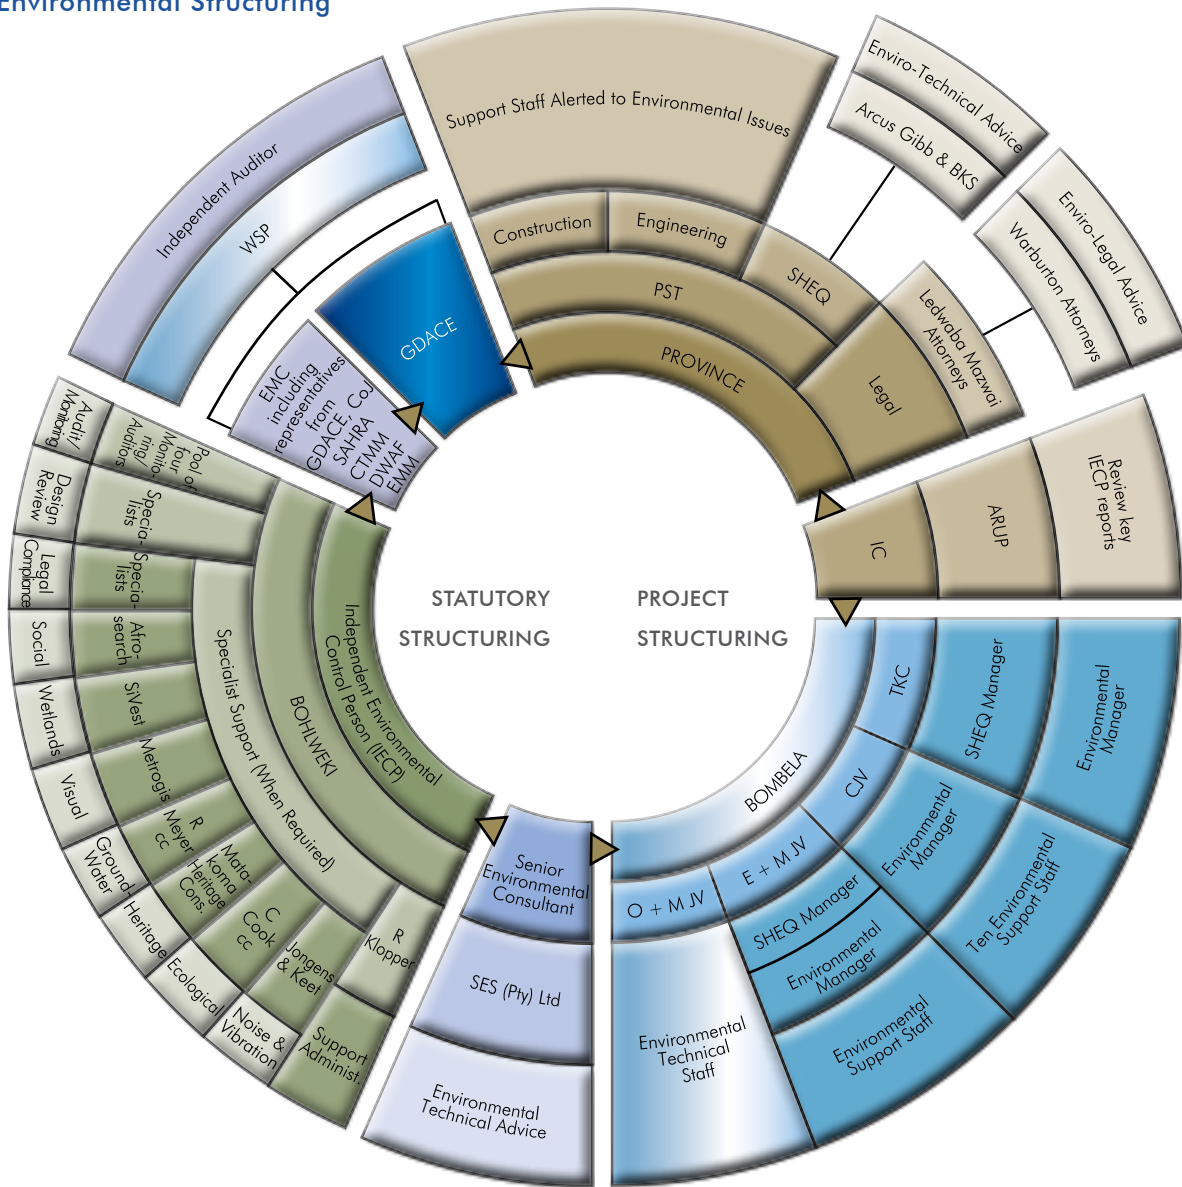 Environmental Structuring
Support Staff Alerted to Environmental Issues
Construction
Engineering
SHEQ
PST
PROVINCE
Legal
Ledwaba Mazwai
Attorneys
Enviro-Technical Advice
Arcus Gibb & BKS
Enviro-Legal Advice
Warburton Attorneys
Independent Auditor
WSP
GDACE
EMC
including
representatives
from
GDACE, CoJ
SAHRA
CTMM
DWAF
EMM
IC
ARUP
Review key
IECP reports
STATUTORY
STRUCTURING
PROJECT
STRUCTURING
BOMBELA
TKC
SHEQ Manager
Environmental
Manager
CJV
Environmental
Manager
Ten Environmental
Support Staff
E + M JV
SHEQ Manager
Environmental
Manager
Environmental
Support Staff
O + M JV
Environmental
Technical
Staff
Senior
Environmental
Consultant
SES (Pty) Ltd
Environmental
Technical Advice
Independent Environmental
Control Person (IECP)
BOHLWEKI
Specialist Support (When Required)
Audit/
Monitoring
Pool of
four
Monito-
ring/
Auditors
Design
Review
Specia-
lists
Legal
Compliance
Specia-
lists
Social
Afro-
search
Wetlands
SiVest
Visual
Metrogis
Ground
Water
R
Meyer
cc
Heritage
Mata-
koma
Heritage
Cons.
Ecological
C
Cook
cc
Noise &
Vibration
Jongens
& Keet
R
Klopper
Support
Administ.